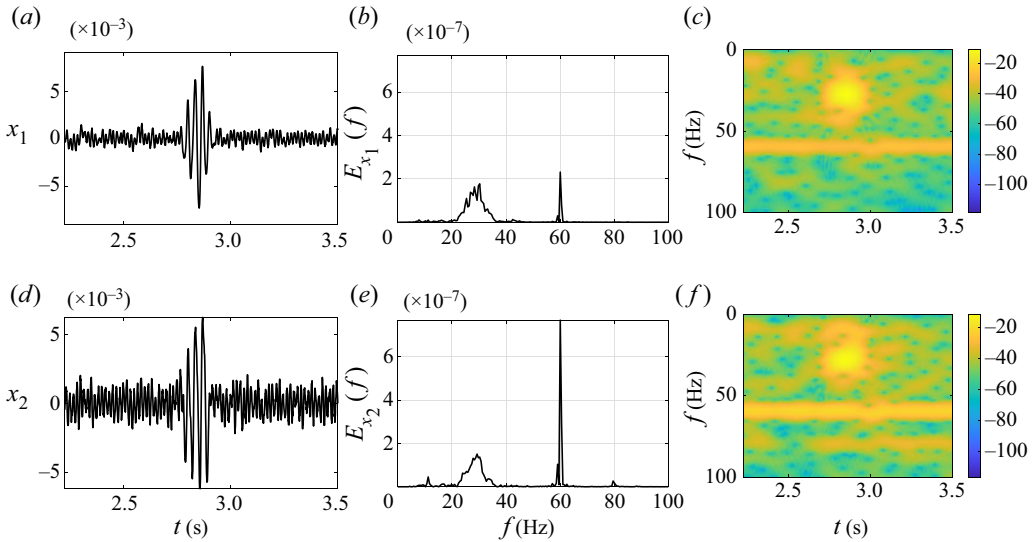 (a) (×10–3) (b) (×10–7) (c)
5
0
–5
x1
2.5 3.0 3.5
6
4
2
Ex1 (f)
0 20 40 60 80 100
0
50
100
f (Hz)
2.5 3.0 3.5
–20
–40
–60
–80
–100
(d) (×10–3) (e) (×10–7) (f)
5
0
–5
x2
2.5 3.0 3.5
t (s)
6
4
2
Ex2 (f)
0 20 40 60 80 100
f (Hz)
0
50
100
f (Hz)
2.5 3.0 3.5
t (s)
–20
–40
–60
–80
–100